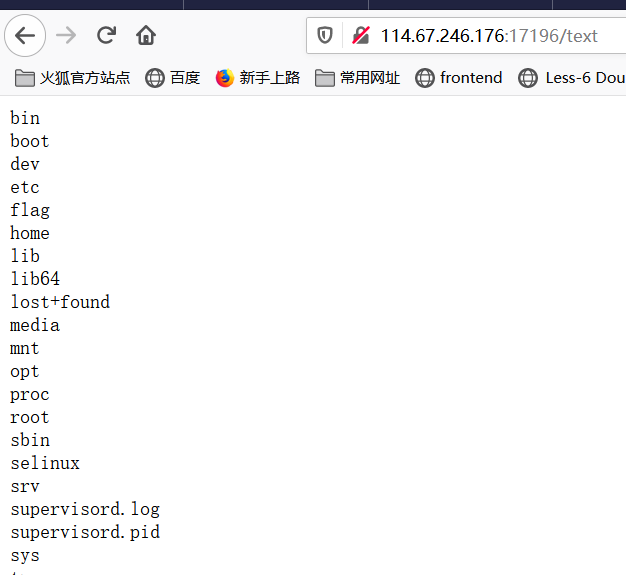 114.67.246.176:17196/text
火狐官方站点 百度 新手上路 常用网址 frontend Less-6 Dou
bin
boot
dev
etc
flag
home
lib
lib64
lost+found
media
mnt
opt
proc
root
sbin
selinux
srv
supervisord.log
supervisord.pid
sys